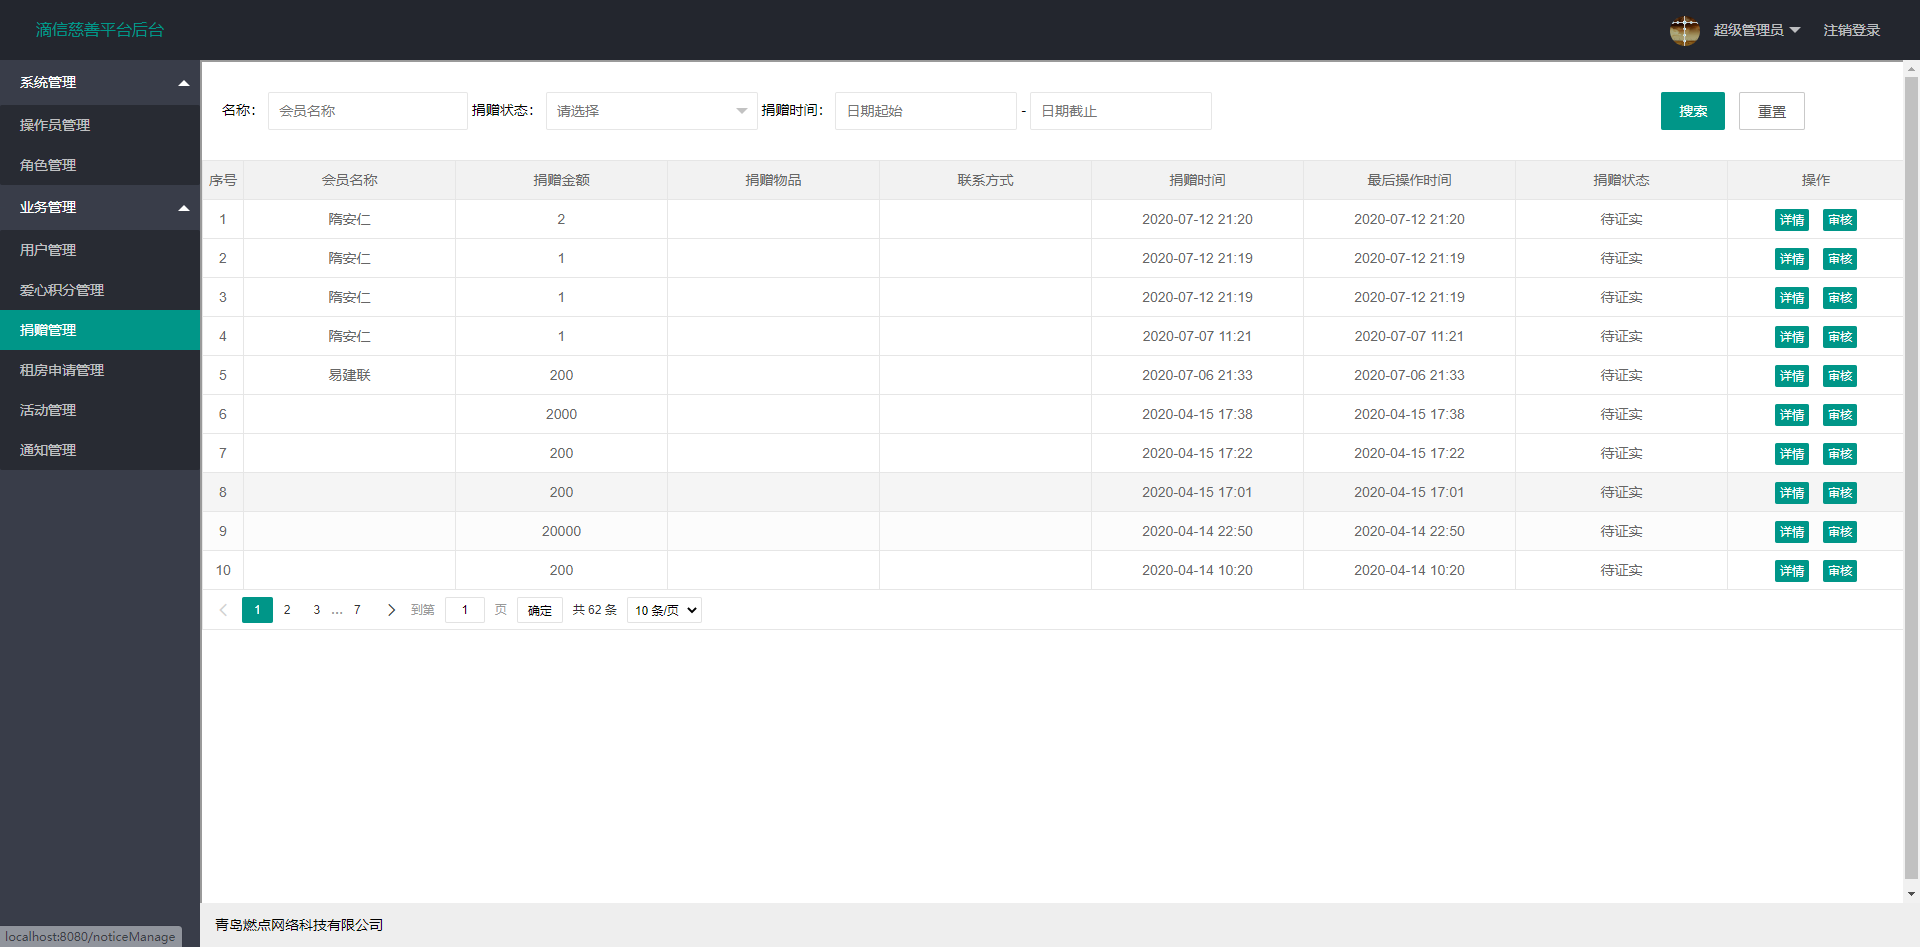 滴信慈善平台后台
超级管理员 注销登录
系统管理
操作员管理
角色管理
业务管理
用户管理
爱心积分管理
捐赠管理
租房申请管理
活动管理
通知管理
名称： 会员名称 捐赠状态： 请选择 捐赠时间： 日期起始 - 日期截止 搜索 重置
序号 会员名称 捐赠金额 捐赠物品 联系方式 捐赠时间 最后操作时间 捐赠状态 操作
1 隋安仁 2 2020-07-12 21:20 2020-07-12 21:20 待证实 详情 审核
2 隋安仁 1 2020-07-12 21:19 2020-07-12 21:19 待证实 详情 审核
3 隋安仁 1 2020-07-12 21:19 2020-07-12 21:19 待证实 详情 审核
4 隋安仁 1 2020-07-07 11:21 2020-07-07 11:21 待证实 详情 审核
5 易建联 200 2020-07-06 21:33 2020-07-06 21:33 待证实 详情 审核
6 2000 2020-04-15 17:38 2020-04-15 17:38 待证实 详情 审核
7 200 2020-04-15 17:22 2020-04-15 17:22 待证实 详情 审核
8 200 2020-04-15 17:01 2020-04-15 17:01 待证实 详情 审核
9 20000 2020-04-14 22:50 2020-04-14 22:50 待证实 详情 审核
10 200 2020-04-14 10:20 2020-04-14 10:20 待证实 详情 审核
1 2 3 … 7 到第 1 页 确定 共 62 条 10 条/页
青岛燃点网络科技有限公司
localhost:8080/noticeManage